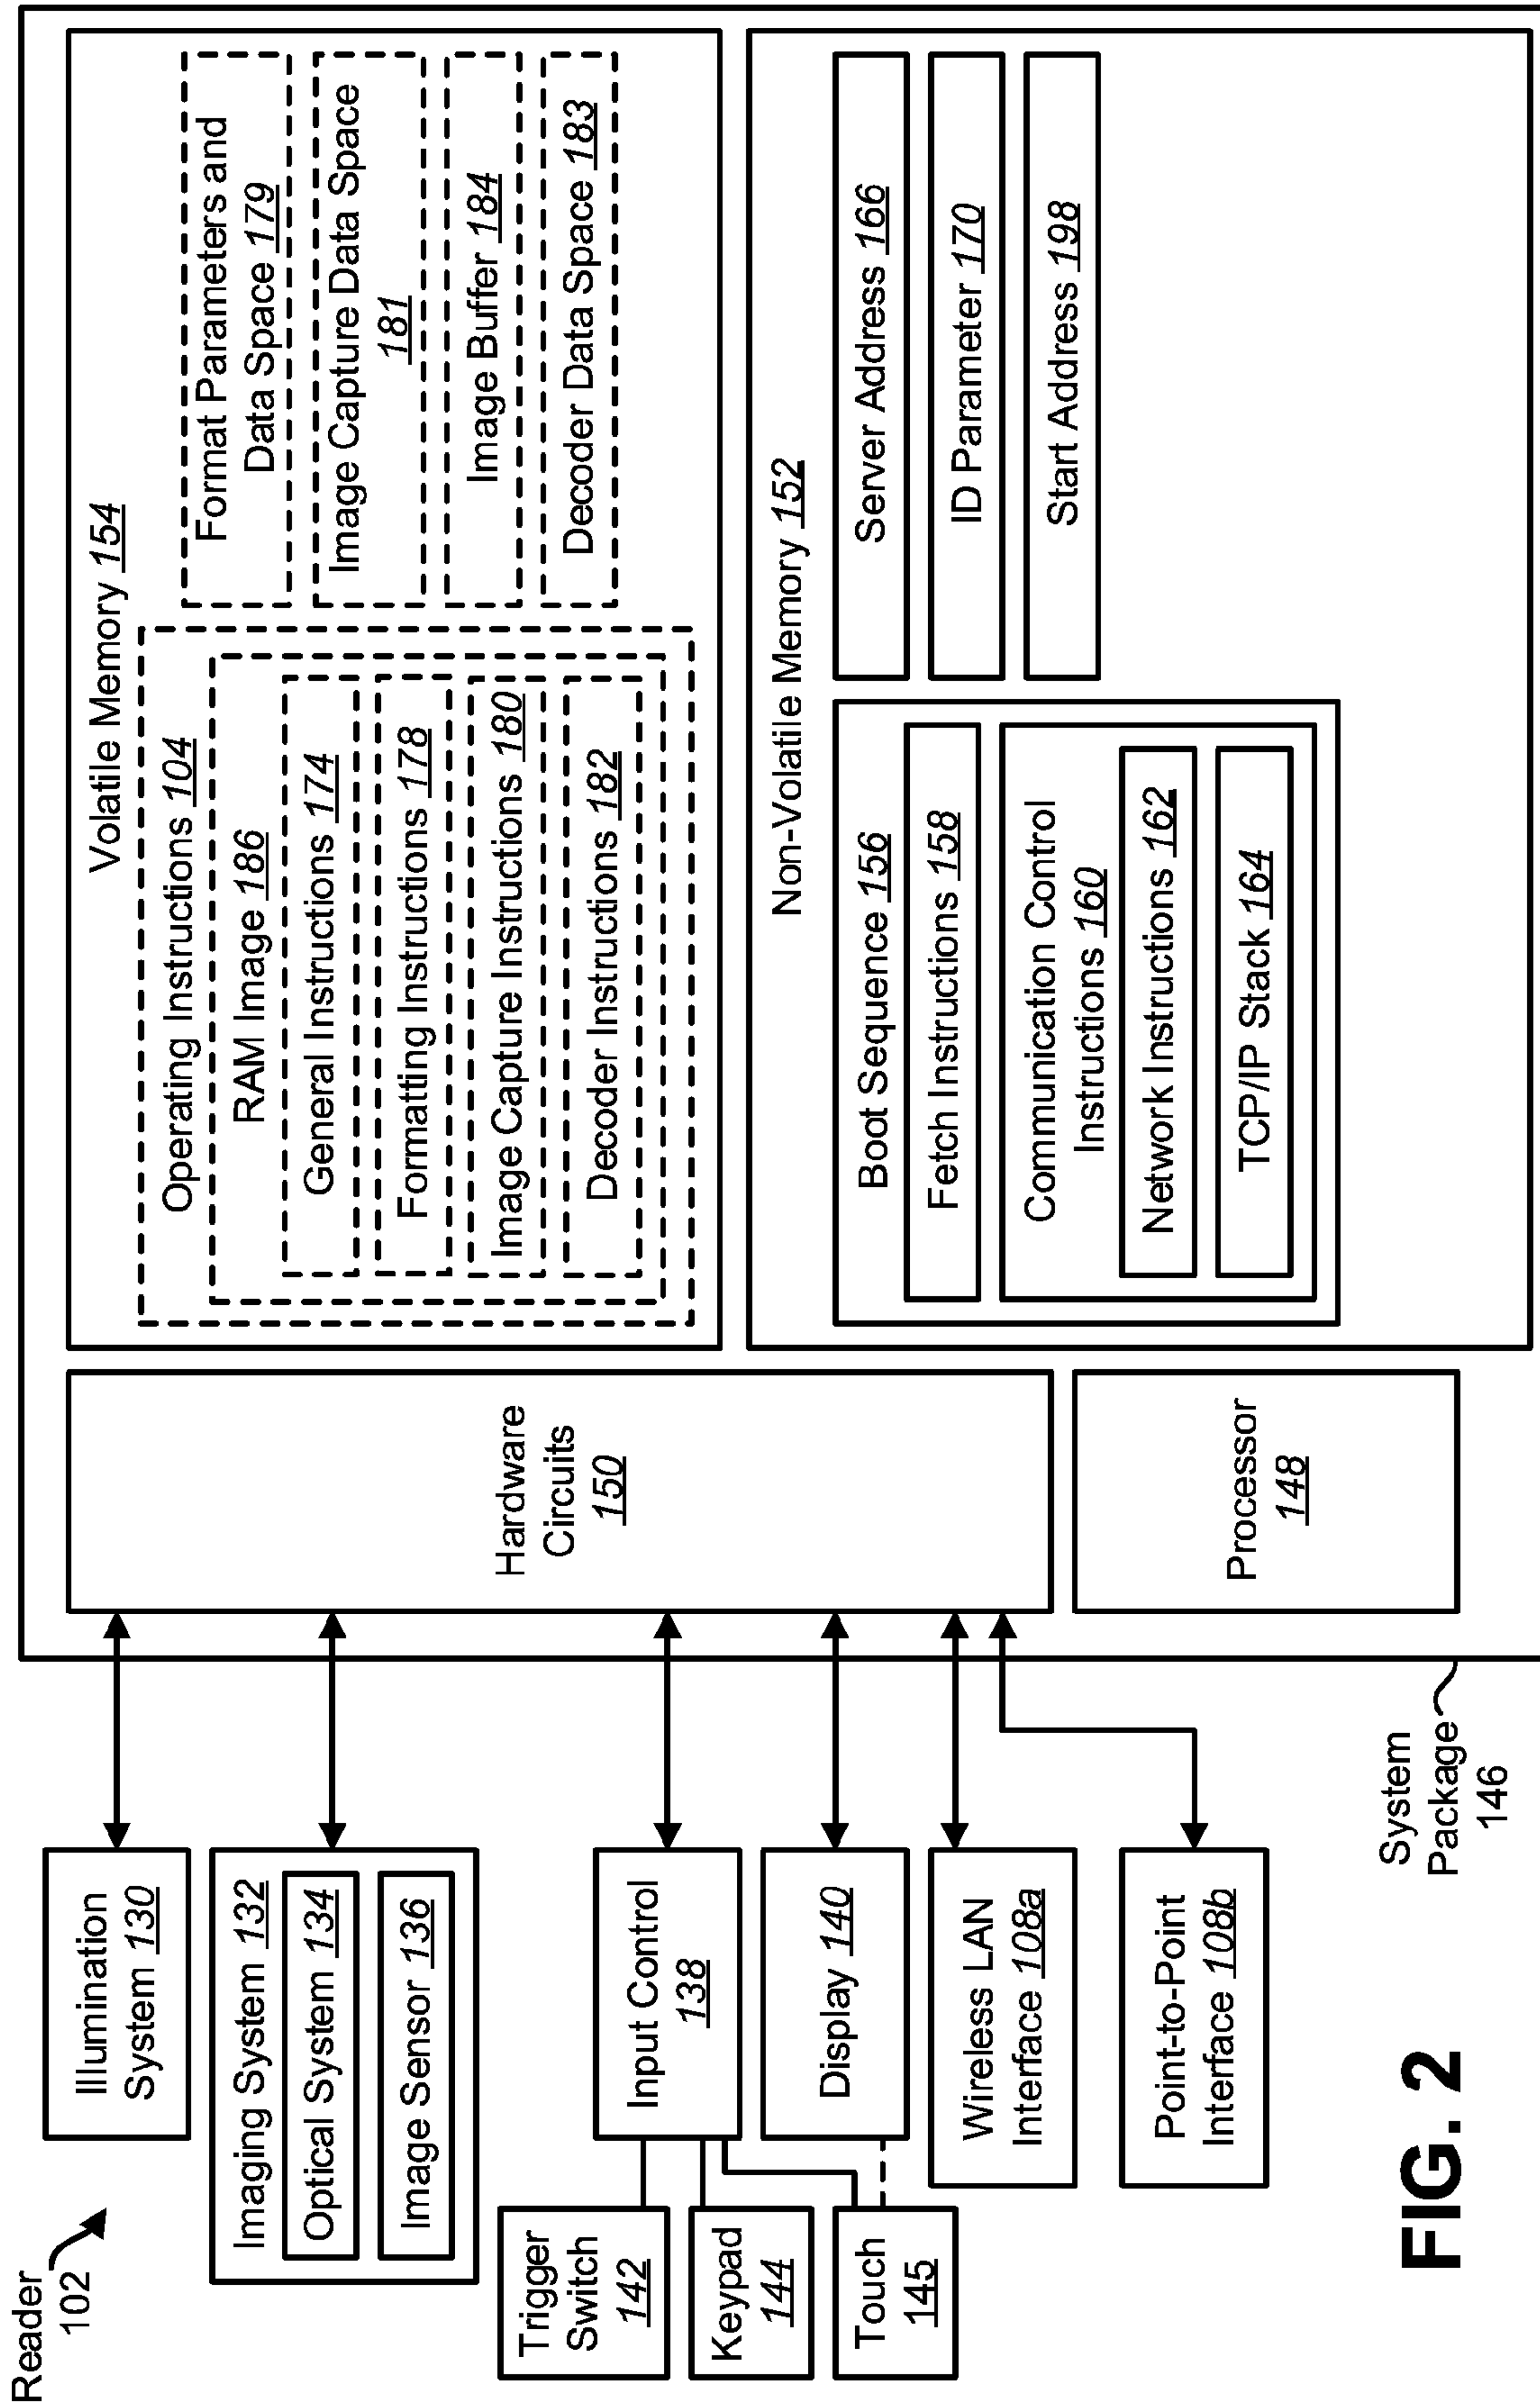 Reader
102
Illumination
System 130
Imaging System 132
Optical System 134
Image Sensor 136
Trigger
Switch
142
Keypad
144
Touch
145
Input Control
138
Display 140
Wireless LAN
Interface 108a
Point-to-Point
Interface 108b
System
Package
146
Hardware
Circuits
150
Processor
148
Volatile Memory 154
Operating Instructions 104
RAM Image 186
General Instructions 174
Formatting Instructions 178
Image Capture Instructions 180
Decoder Instructions 182
Format Parameters and
Data Space 179
Image Capture Data Space
181
Image Buffer 184
Decoder Data Space 183
Non-Volatile Memory 152
Boot Sequence 156
Fetch Instructions 158
Communication Control
Instructions 160
Network Instructions 162
TCP/IP Stack 164
Server Address 166
ID Parameter 170
Start Address 198
FIG. 2